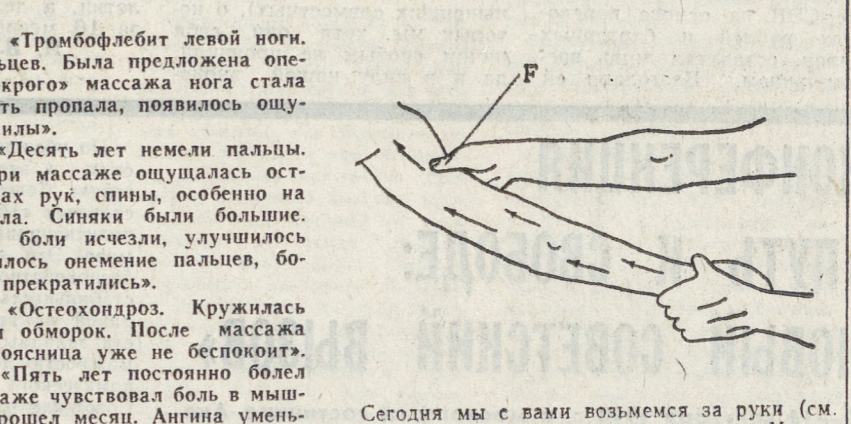 «Тромбофлебит левой ноги.
льцев. Была предложена опе-
окрого» массажа нога стала
ть пропала, появилось ощу-
илы».
«Десять лет немели пальцы.
ри массаже ощущалась ост-
ах рук, спины, особенно на
ла. Синяки были большие.
боли исчезли, улучшилось
илось онемение пальцев, бо-
прекратились».
«Остеохондроз. Кружилась
обморок. После массажа
оясница уже не беспокоит».
«Пять лет постоянно болел
аже чувствовал боль в мыш-
рошел месяц. Ангина умень-
F
Сегодня мы с вами возьмемся за руки (см.